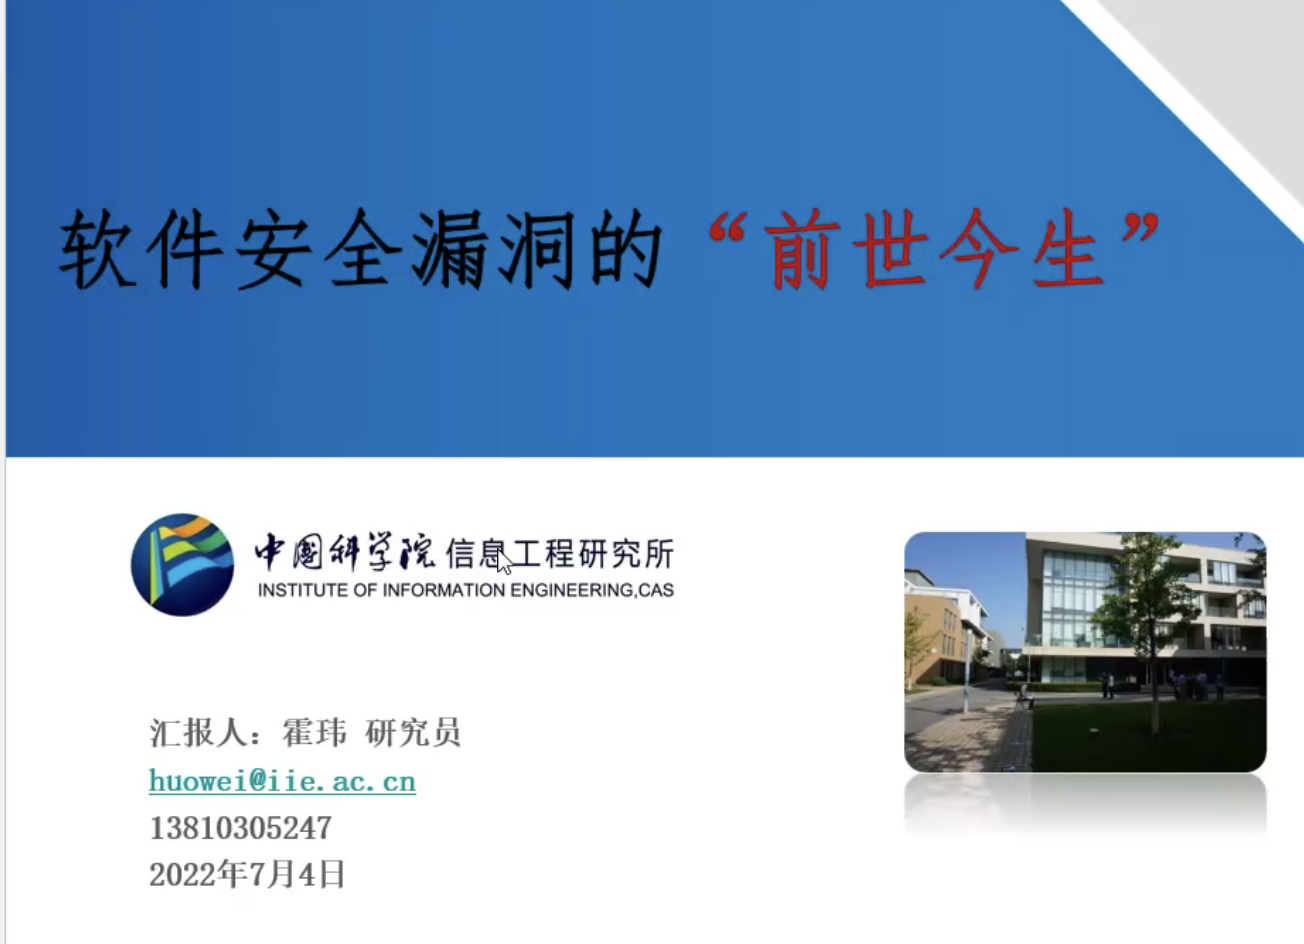 软件安全漏洞的“前世今生”
中国科学院 信息工程研究所
INSTITUTE OF INFORMATION ENGINEERING,CAS
汇报人：霍玮 研究员
huowei@iie.ac.cn
13810305247
2022年7月4日